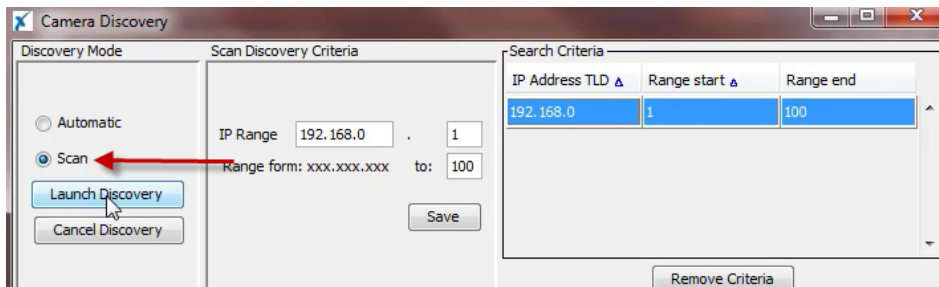 Camera Discovery
Discovery Mode
Automatic
Scan
Launch Discovery
Cancel Discovery
Scan Discovery Criteria
IP Range 192.168.0 . 1
Range form: xxx.xxx.xxx to: 100
Save
Search Criteria
IP Address TLD Range start Range end
192.168.0 1 100
Remove Criteria